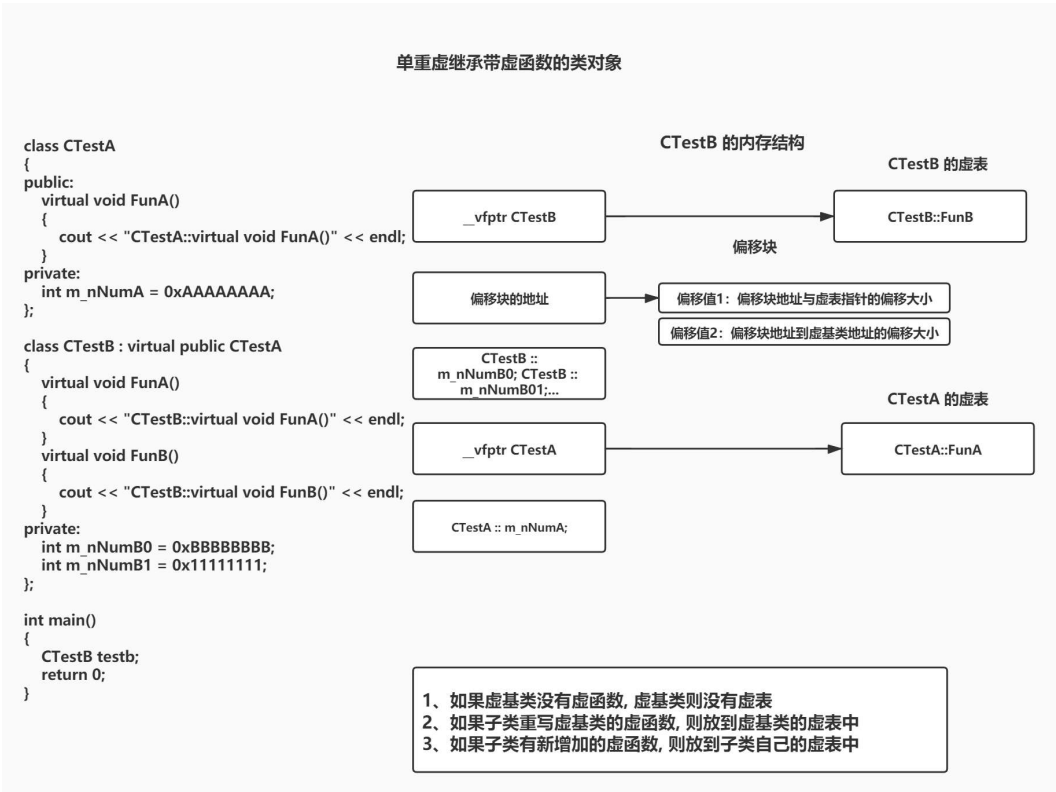 单重虚继承带虚函数的类对象
class CTestA
{
public:
virtual void FunA()
{
cout << "CTestA::virtual void FunA()" << endl;
}
private:
int m_nNumA = 0xAAAAAAAA;
};
class CTestB : virtual public CTestA
{
virtual void FunA()
{
cout << "CTestB::virtual void FunA()" << endl;
}
virtual void FunB()
{
cout << "CTestB::virtual void FunB()" << endl;
}
private:
int m_nNumB0 = 0xBBBBBBBB;
int m_nNumB1 = 0x11111111;
};
int main()
{
CTestB testb;
return 0;
}
CTestB 的内存结构
CTestB 的虚表
__vfptr CTestB
CTestB::FunB
偏移块
偏移块的地址
偏移值1：偏移块地址与虚表指针的偏移大小
偏移值2：偏移块地址到虚基类地址的偏移大小
CTestB ::
m_nNumB0; CTestB ::
m_nNumB01;...
CTestA 的虚表
__vfptr CTestA
CTestA::FunA
CTestA :: m_nNumA;
1、如果虚基类没有虚函数, 虚基类则没有虚表
2、如果子类重写虚基类的虚函数, 则放到虚基类的虚表中
3、如果子类有新增加的虚函数, 则放到子类自己的虚表中